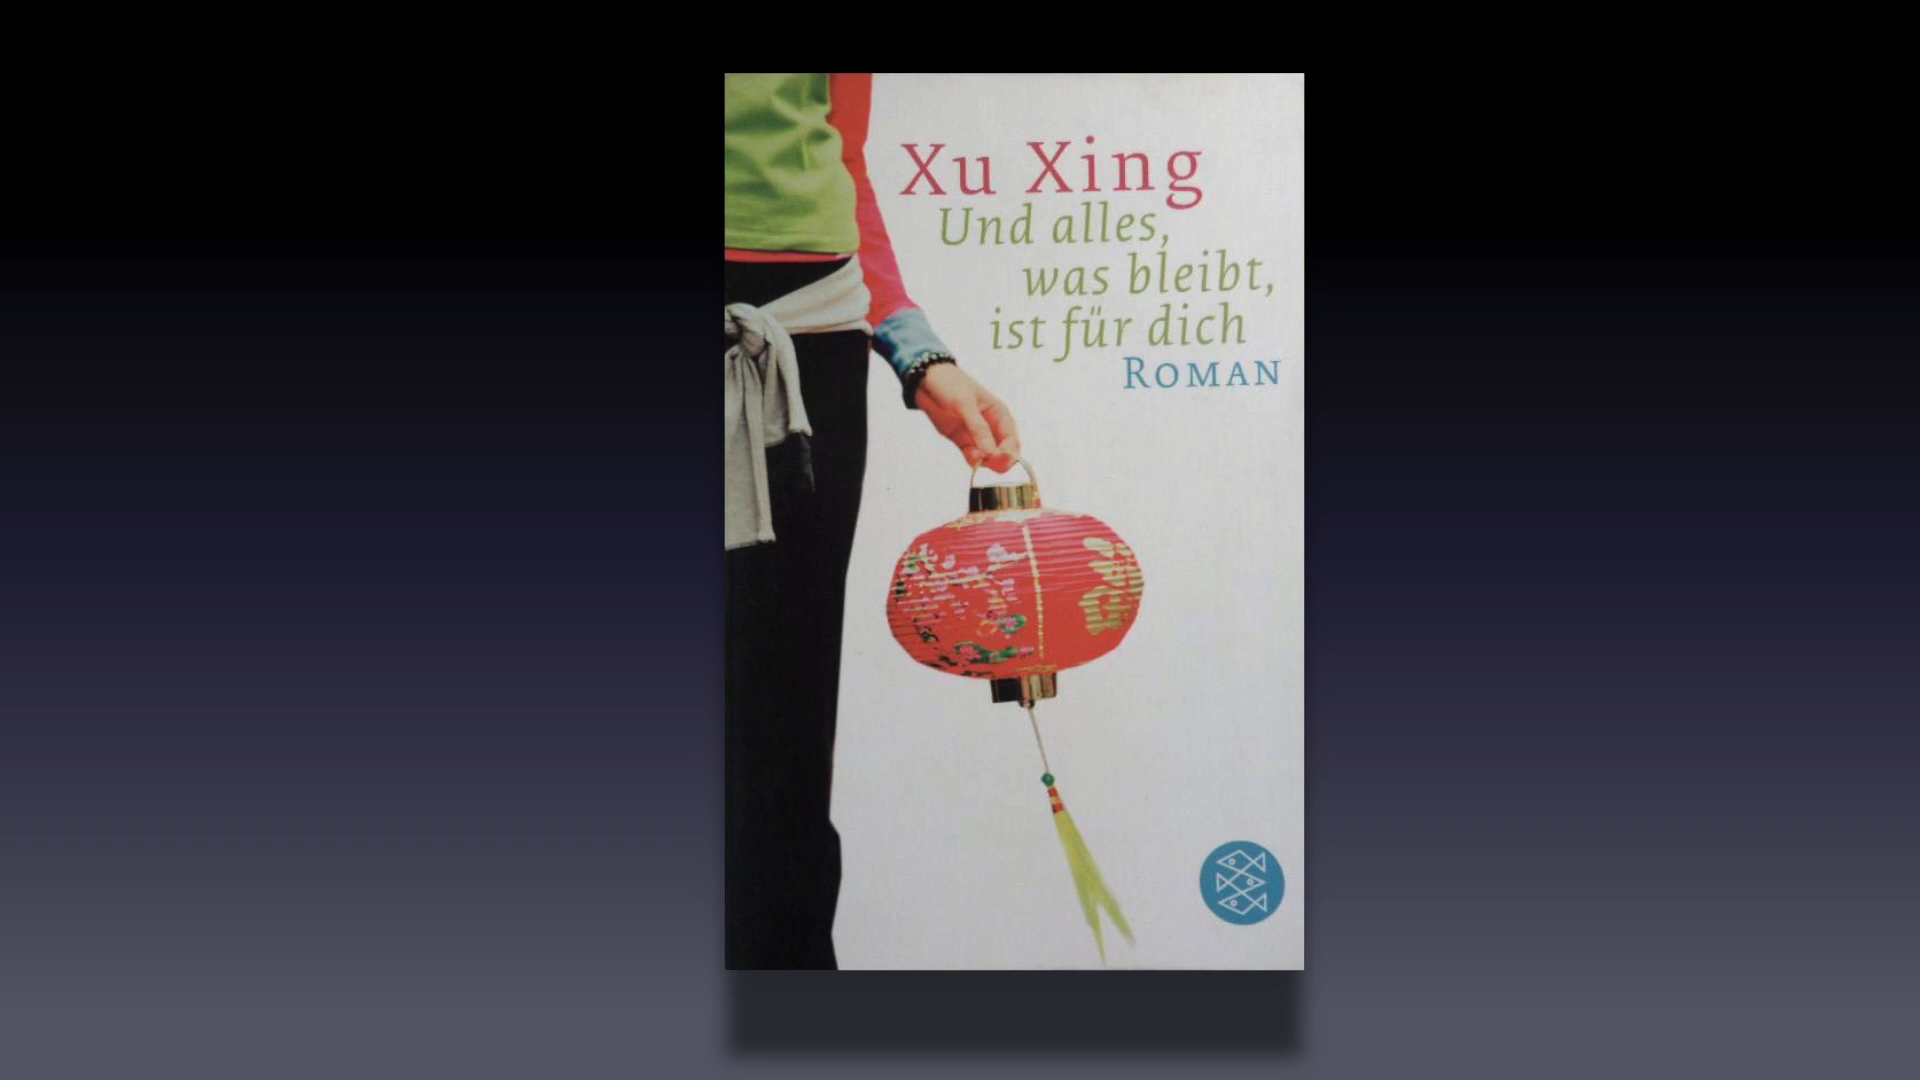 Xu Xing
Und alles,
was bleibt,
ist für dich
ROMAN